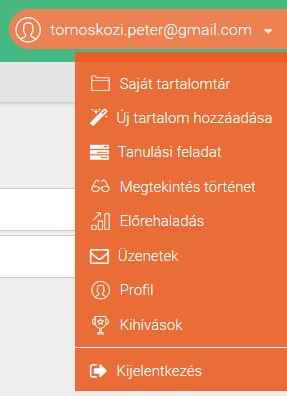 tomoskozi.peter@gmail.com
Saját tartalomtár
Új tartalom hozzáadása
Tanulási feladat
Megtekintés történet
Előrehaladás
Üzenetek
Profil
Kihívások
Kijelentkezés